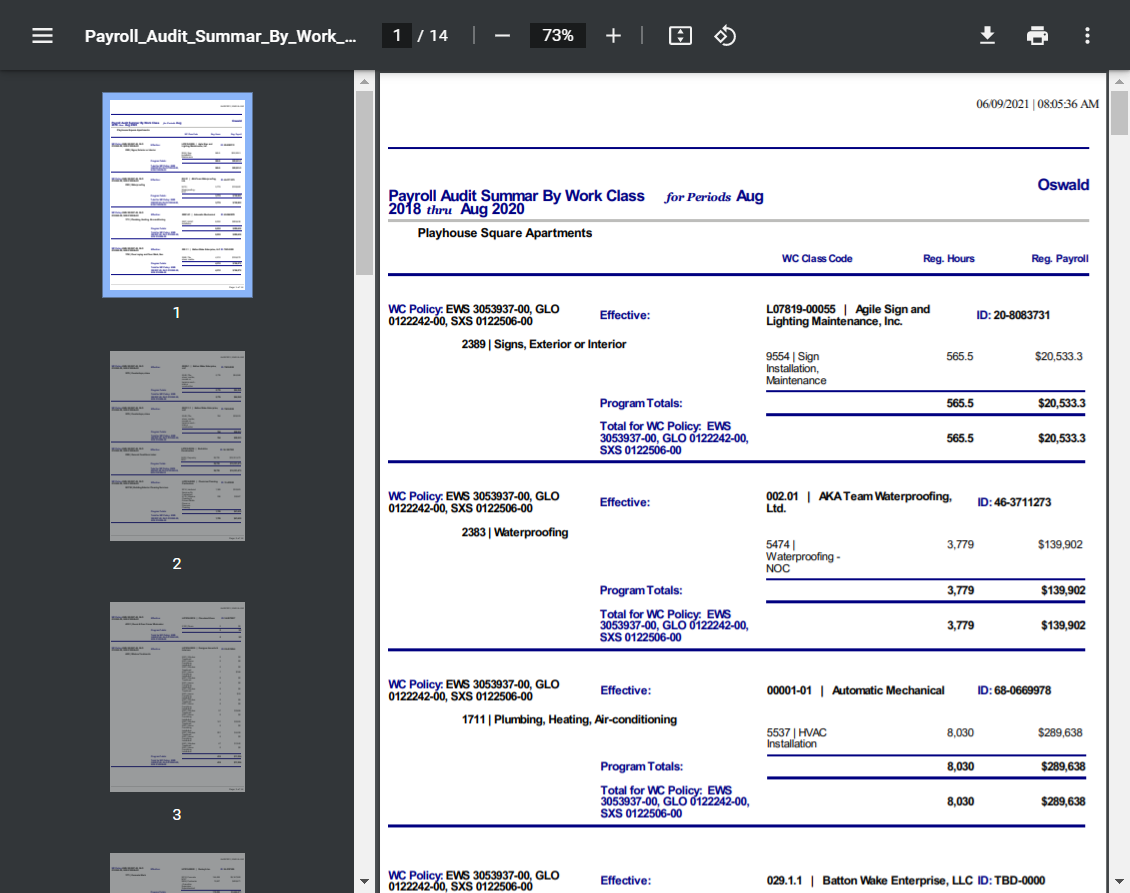 Payroll_Audit_Summar_By_Work_...
1 / 14
73%
06/09/2021 | 08:05:36 AM
Oswald
Payroll Audit Summar By Work Class for Periods Aug
2018 thru Aug 2020
Playhouse Square Apartments
WC Class Code Reg. Hours Reg. Payroll
WC Policy: EWS 3053937-00, GLO
0122242-00, SXS 0122506-00
Effective:
L07819-00055 | Agile Sign and
Lighting Maintenance, Inc.
ID: 20-8083731
2389 | Signs, Exterior or Interior
9554 | Sign
Installation,
Maintenance
565.5 $20,533.3
Program Totals: 565.5 $20,533.3
Total for WC Policy: EWS
3053937-00, GLO 0122242-00,
SXS 0122506-00
565.5 $20,533.3
WC Policy: EWS 3053937-00, GLO
0122242-00, SXS 0122506-00
Effective:
002.01 | AKA Team Waterproofing,
Ltd.
ID: 46-3711273
2383 | Waterproofing
5474 |
Waterproofing -
NOC
3,779 $139,902
Program Totals: 3,779 $139,902
Total for WC Policy: EWS
3053937-00, GLO 0122242-00,
SXS 0122506-00
3,779 $139,902
WC Policy: EWS 3053937-00, GLO
0122242-00, SXS 0122506-00
Effective:
00001-01 | Automatic Mechanical ID: 68-0669978
1711 | Plumbing, Heating, Air-conditioning
5537 | HVAC
Installation
8,030 $289,638
Program Totals: 8,030 $289,638
Total for WC Policy: EWS
3053937-00, GLO 0122242-00,
SXS 0122506-00
8,030 $289,638
WC Policy: EWS 3053937-00, GLO
0122242-00, SXS 0122506-00
Effective:
029.1.1 | Batton Wake Enterprise, LLC ID: TBD-0000
1
2
3